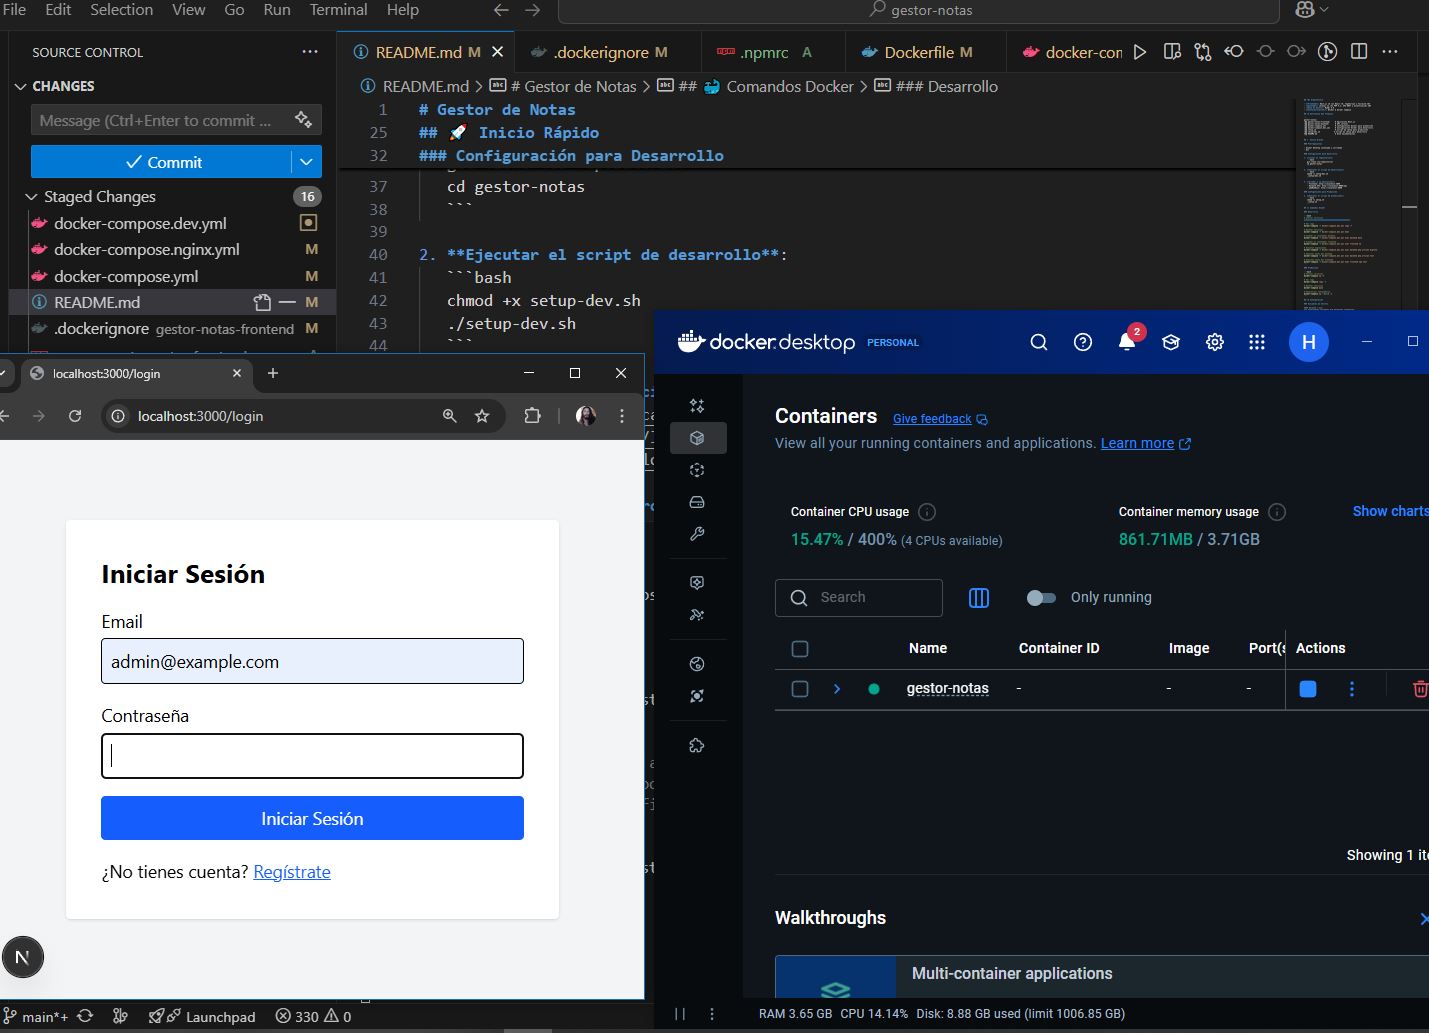 File Edit Selection View Go Run Terminal Help
gestor-notas
SOURCE CONTROL
CHANGES
Message (Ctrl+Enter to commit ...
Commit
Staged Changes 16
docker-compose.dev.yml
docker-compose.nginx.yml M
docker-compose.yml M
README.md M
.dockerignore gestor-notas-frontend M
README.md M
.dockerignore M
.npmrc A
Dockerfile M
docker-con
README.md > # Gestor de Notas > ## Comandos Docker > ### Desarrollo
1 # Gestor de Notas
25 ## 🚀 Inicio Rápido
32 ### Configuración para Desarrollo
37 cd gestor-notas
38 ```
39
40 2. **Ejecutar el script de desarrollo**:
41 ```bash
42 chmod +x setup-dev.sh
43 ./setup-dev.sh
44 ```
localhost:3000/login
localhost:3000/login
Iniciar Sesión
Email
admin@example.com
Contraseña
Iniciar Sesión
¿No tienes cuenta? Regístrate
N
docker.desktop PERSONAL
2
H
Containers Give feedback
View all your running containers and applications. Learn more
Container CPU usage
15.47% / 400% (4 CPUs available)
Container memory usage
861.71MB / 3.71GB
Show charts
Search
Only running
Name Container ID Image Port(s Actions
gestor-notas - - -
Showing 1 ite
Walkthroughs
Multi-container applications
RAM 3.65 GB CPU 14.14% Disk: 8.88 GB used (limit 1006.85 GB)
main*+ Launchpad 330 0